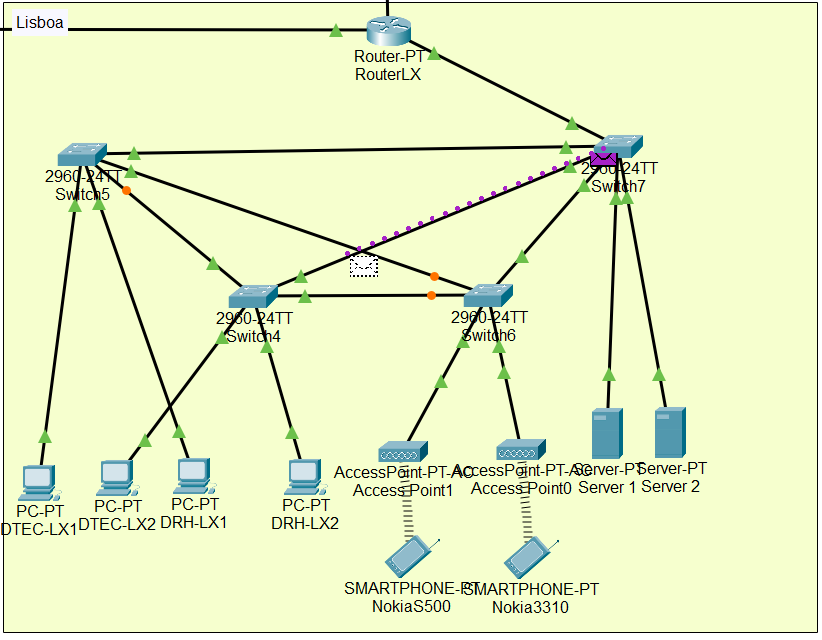 Lisboa
Router-PT
RouterLX
2960-24TT
Switch5
2960-24TT
Switch7
2960-24TT
Switch4
2960-24TT
Switch6
PC-PT
DTEC-LX1
PC-PT
DTEC-LX2
PC-PT
DRH-LX1
PC-PT
DRH-LX2
AccessPoint-PT-AC
Access Point1
AccessPoint-PT-AC
Access Point0
Server-PT
Server 1
Server-PT
Server 2
SMARTPHONE-PT
NokiaS500
SMARTPHONE-PT
Nokia3310